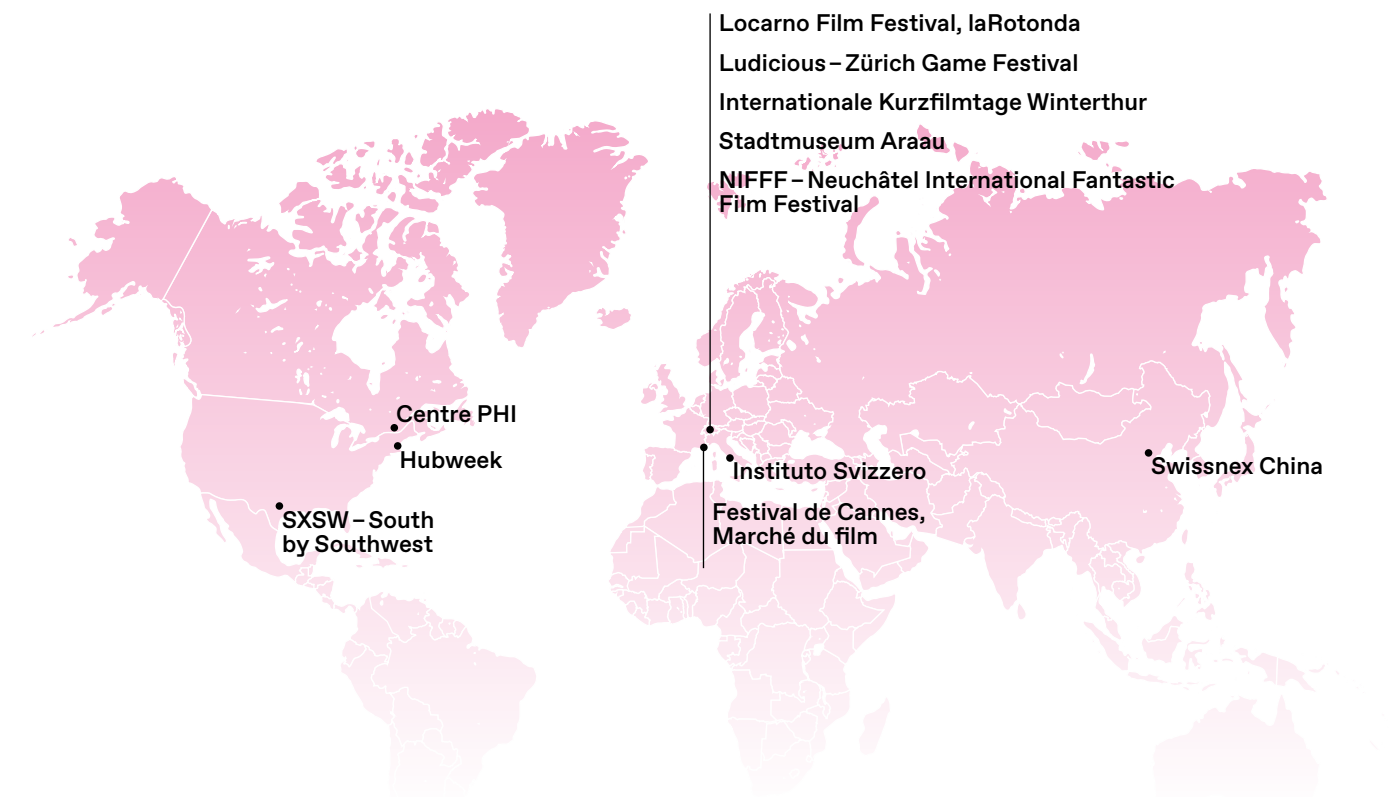 Locarno Film Festival, laRotonda
Ludicious – Zürich Game Festival
Internationale Kurzfilmtage Winterthur
Stadtmuseum Araau
NIFFF – Neuchâtel International Fantastic
Film Festival
Centre PHI
Hubweek
SXSW – South
by Southwest
Instituto Svizzero
Festival de Cannes,
Marché du film
Swissnex China